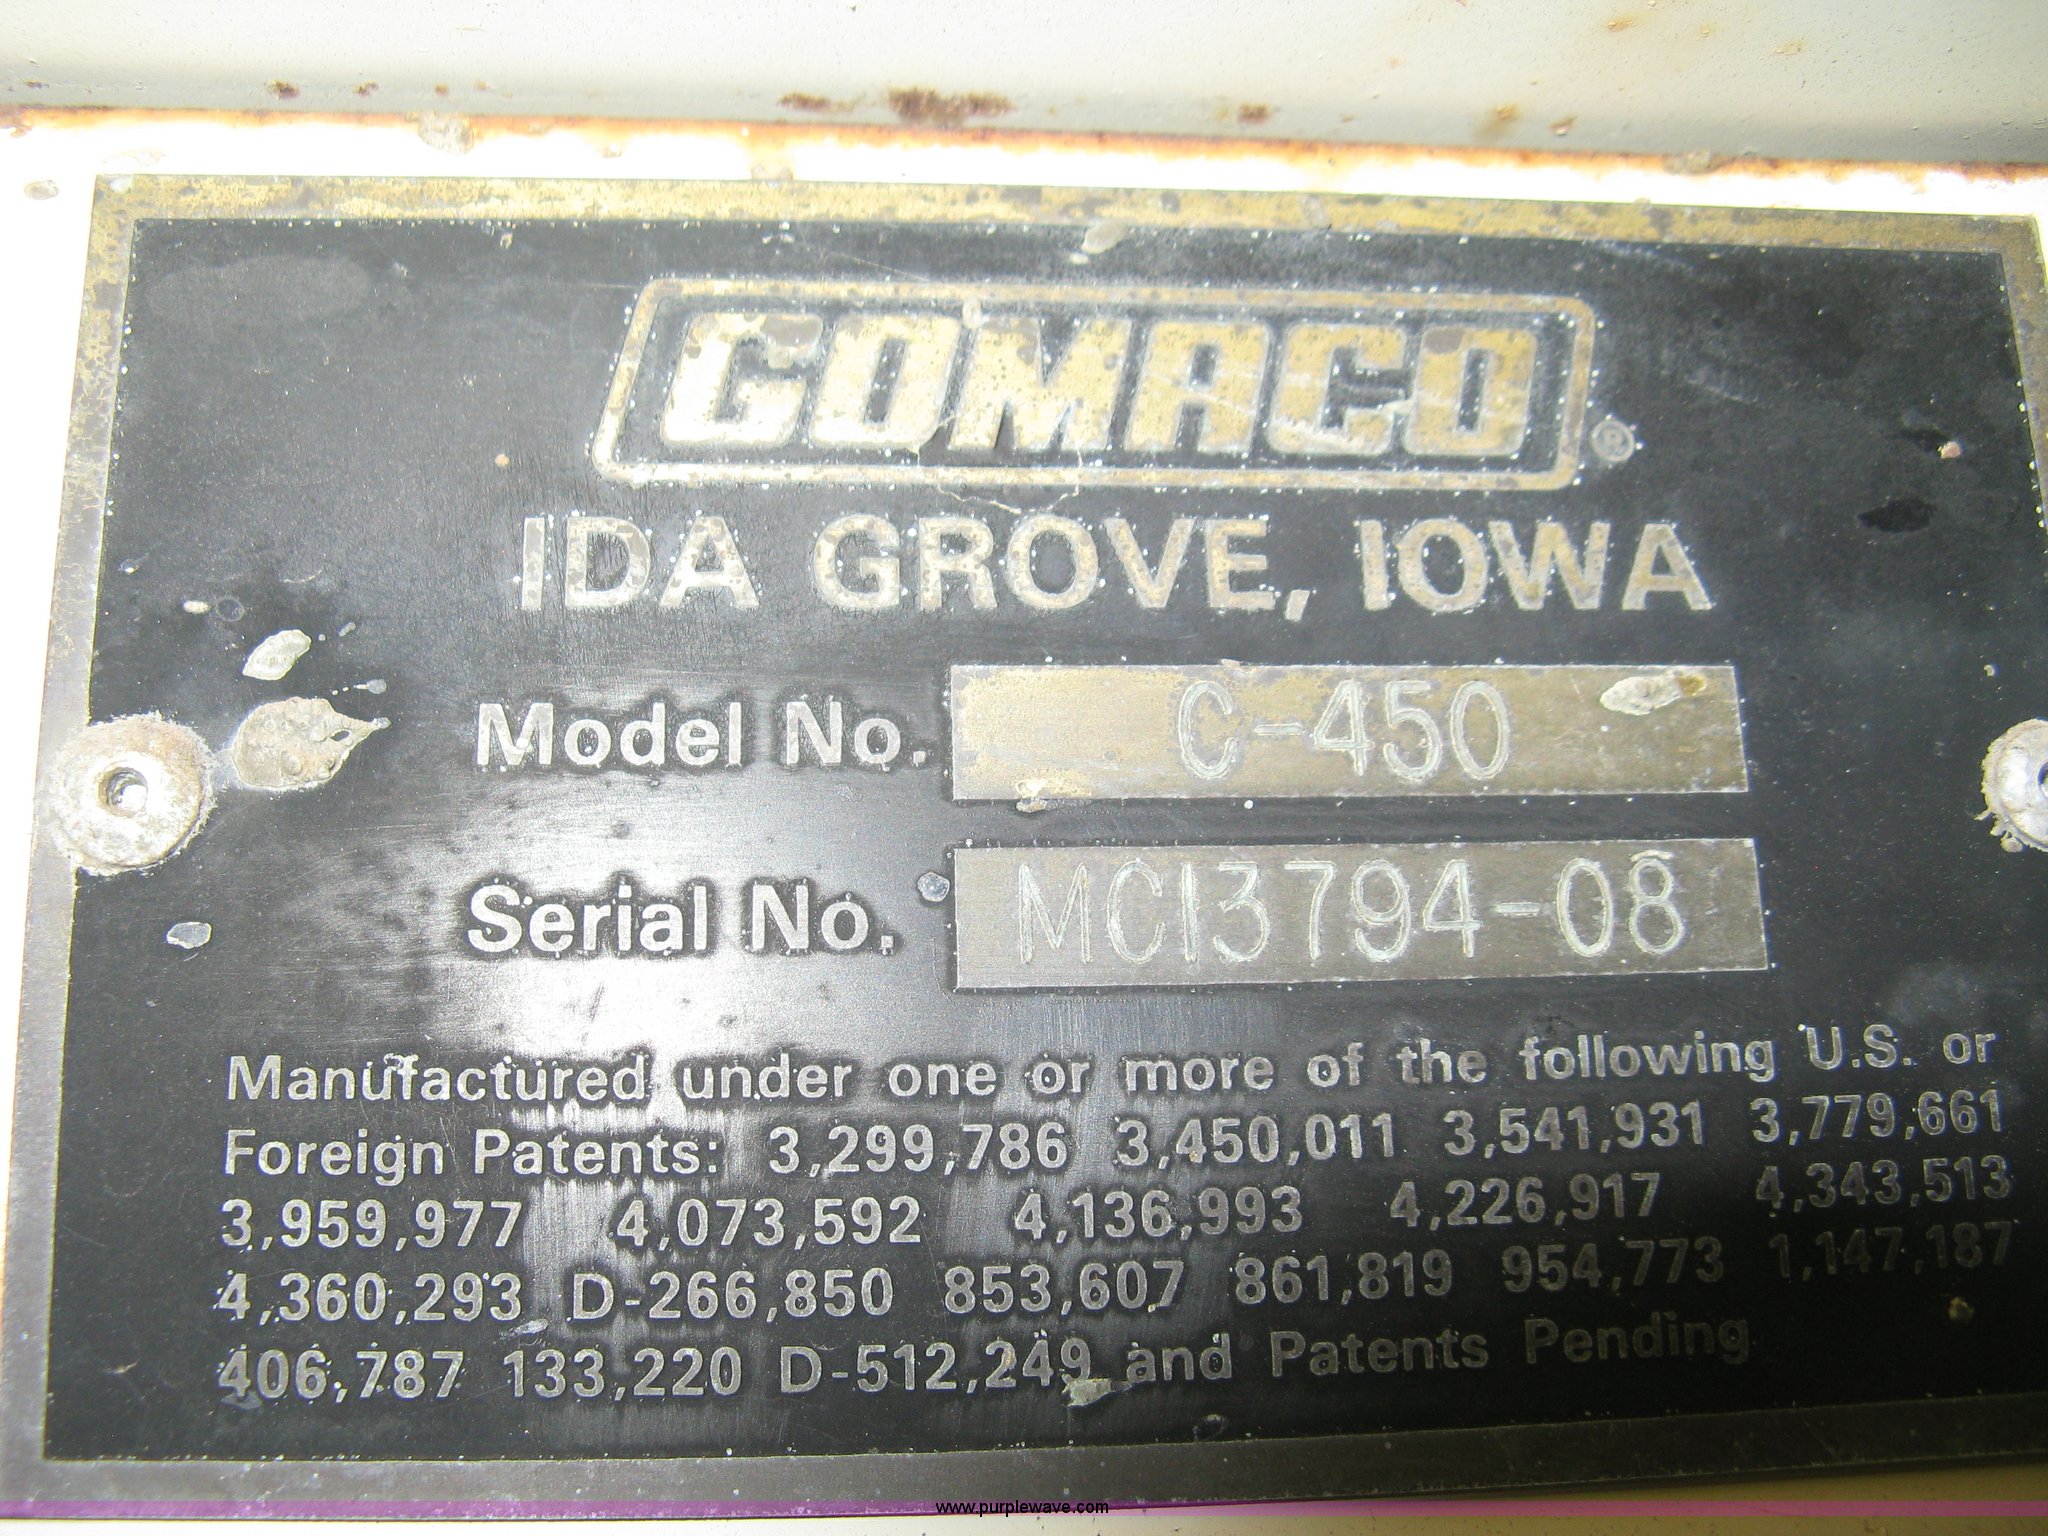 GOMACO ®
IDA GROVE, IOWA
Model No. C-450
Serial No. MC13794-08
Manufactured under one or more of the following U.S. or
Foreign Patents: 3,299,786 3,450,011 3,541,931 3,779,661
3,959,977 4,073,592 4,136,993 4,226,917 4,343,513
4,360,293 D-266,850 853,607 861,819 954,773 1,147,187
406,787 133,220 D-512,249 and Patents Pending
www.purplewave.com